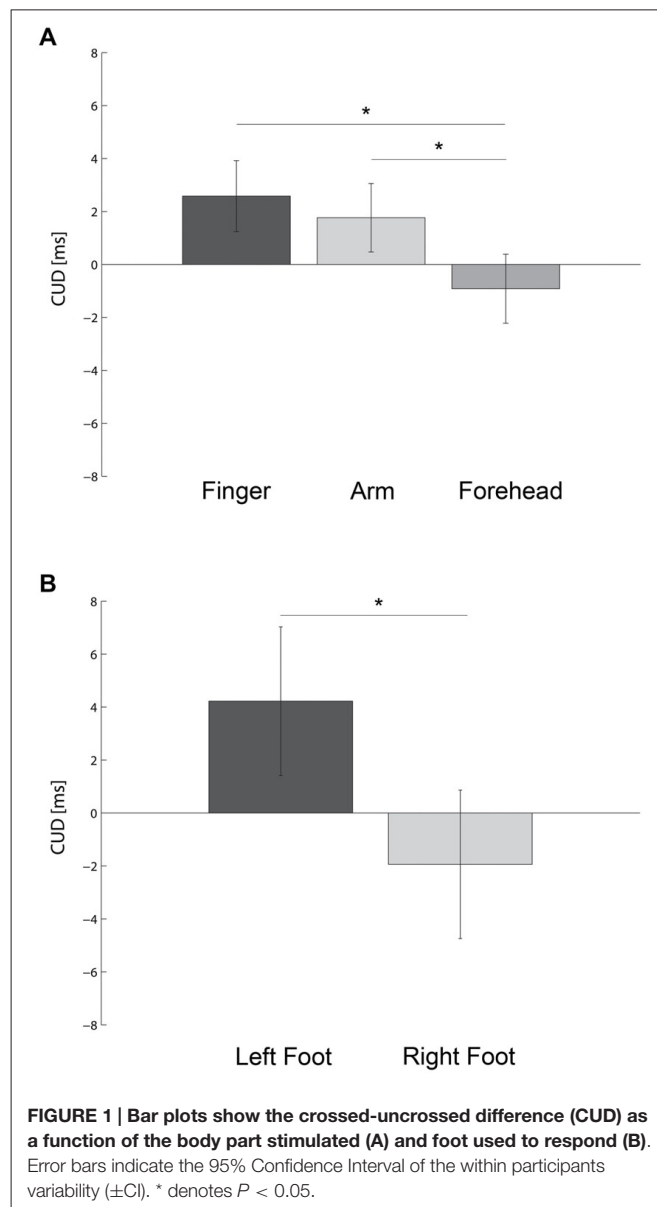 A
8
6
*
4
*
2
0
−2
−4
−6
−8
CUD [ms]
Finger Arm Forehead
B
8
*
6
4
2
0
−2
−4
−6
−8
CUD [ms]
Left Foot Right Foot
FIGURE 1 | Bar plots show the crossed-uncrossed difference (CUD) as
a function of the body part stimulated (A) and foot used to respond (B).
Error bars indicate the 95% Confidence Interval of the within participants
variability (±CI). * denotes P < 0.05.